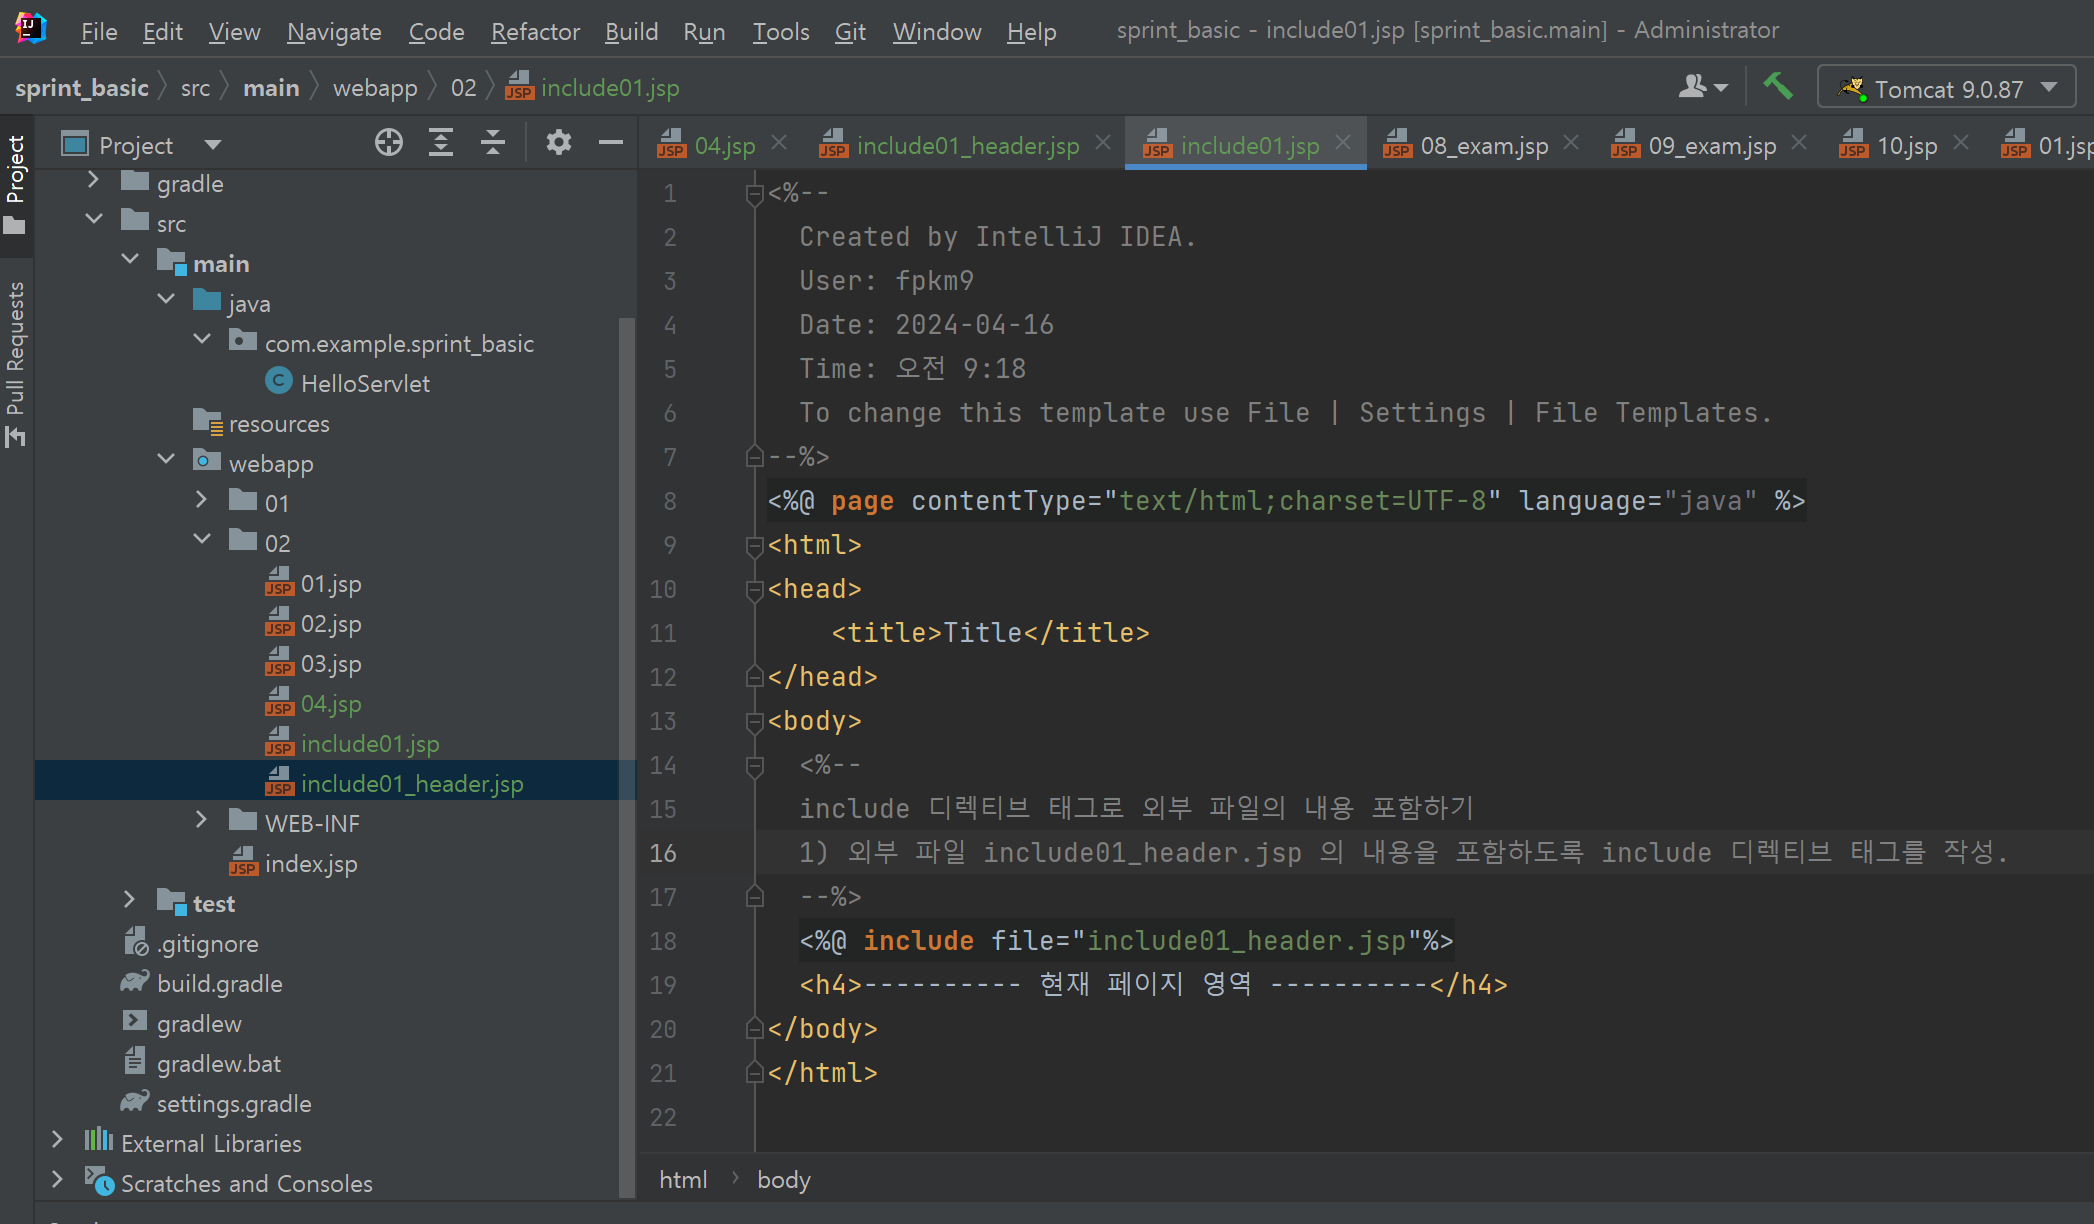 File Edit View Navigate Code Refactor Build Run Tools Git Window Help sprint_basic - include01.jsp [sprint_basic.main] - Administrator
sprint_basic src main webapp 02 include01.jsp Tomcat 9.0.87
Project
04.jsp include01_header.jsp include01.jsp 08_exam.jsp 09_exam.jsp 10.jsp 01.jsp
Project
Pull Requests
gradle
src
main
java
com.example.sprint_basic
HelloServlet
resources
webapp
01
02
01.jsp
02.jsp
03.jsp
04.jsp
include01.jsp
include01_header.jsp
WEB-INF
index.jsp
test
.gitignore
build.gradle
gradlew
gradlew.bat
settings.gradle
External Libraries
Scratches and Consoles
1 <%--
2 Created by IntelliJ IDEA.
3 User: fpkm9
4 Date: 2024-04-16
5 Time: 오전 9:18
6 To change this template use File | Settings | File Templates.
7 --%>
8 <%@ page contentType="text/html;charset=UTF-8" language="java" %>
9 <html>
10 <head>
11 <title>Title</title>
12 </head>
13 <body>
14 <%--
15 include 디렉티브 태그로 외부 파일의 내용 포함하기
16 1) 외부 파일 include01_header.jsp 의 내용을 포함하도록 include 디렉티브 태그를 작성.
17 --%>
18 <%@ include file="include01_header.jsp"%>
19 <h4>---------- 현재 페이지 영역 ----------</h4>
20 </body>
21 </html>
22
html body